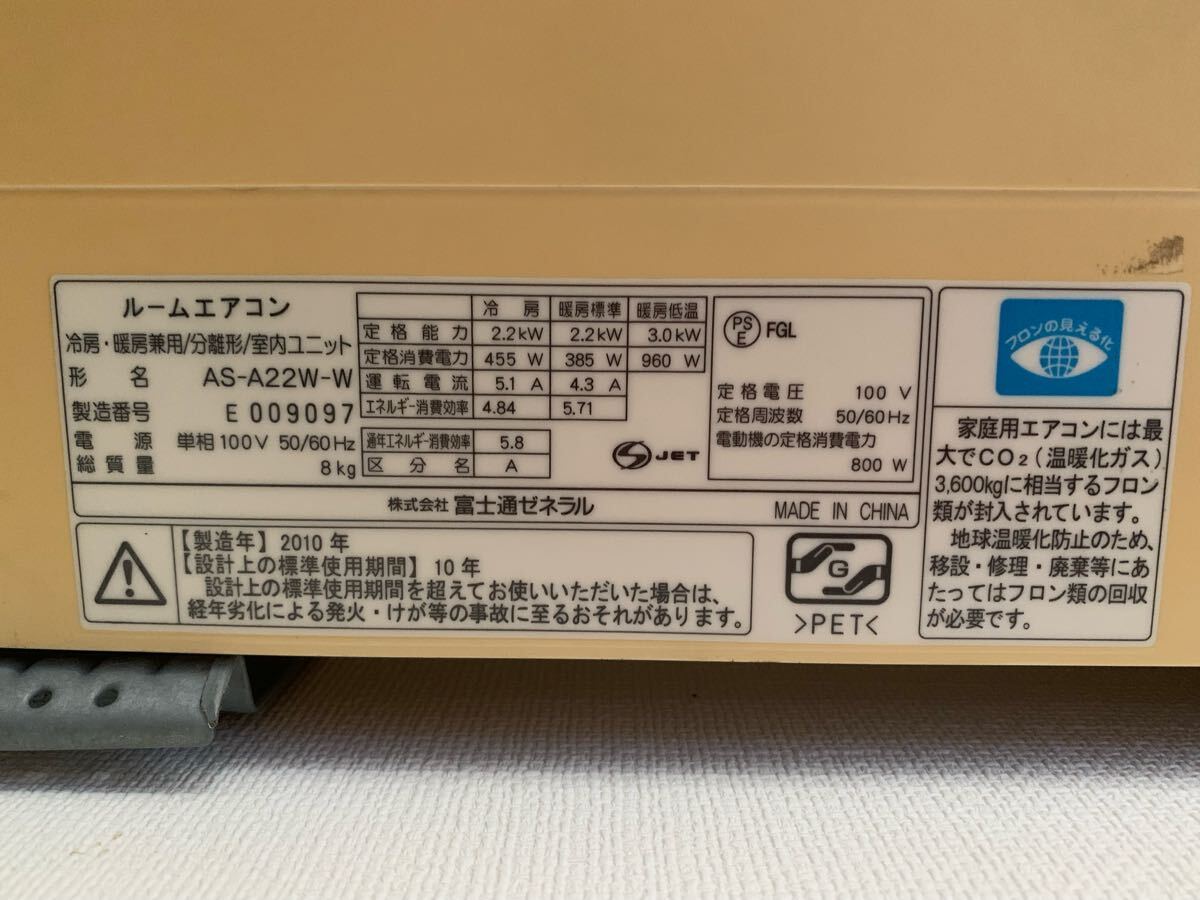 ルームエアコン
冷房・暖房兼用/分離形/室内ユニット
形名 AS-A22W-W
製造番号 E 009097
電源 単相100V 50/60Hz
総質量 8kg
冷房 暖房標準 暖房低温
定格能力 2.2kW 2.2kW 3.0kW
定格消費電力 455 W 385 W 960 W
運転電流 5.1 A 4.3 A
エネルギー消費効率 4.84 5.71
通年エネルギー消費効率 5.8
区分名 A
S JET
PS E FGL
定格電圧 100 V
定格周波数 50/60Hz
電動機の定格消費電力
800 W
株式会社 富士通ゼネラル MADE IN CHINA
【製造年】2010 年
【設計上の標準使用期間】10年
設計上の標準使用期間を超えてお使いいただいた場合は、
経年劣化による発火・けが等の事故に至るおそれがあります。
G
>PET<
フロンの見える化
家庭用エアコンには最
大でCO₂(温暖化ガス)
3,600kgに相当するフロン
類が封入されています。
地球温暖化防止のため、
移設・修理・廃棄等にあ
たってはフロン類の回収
が必要です。